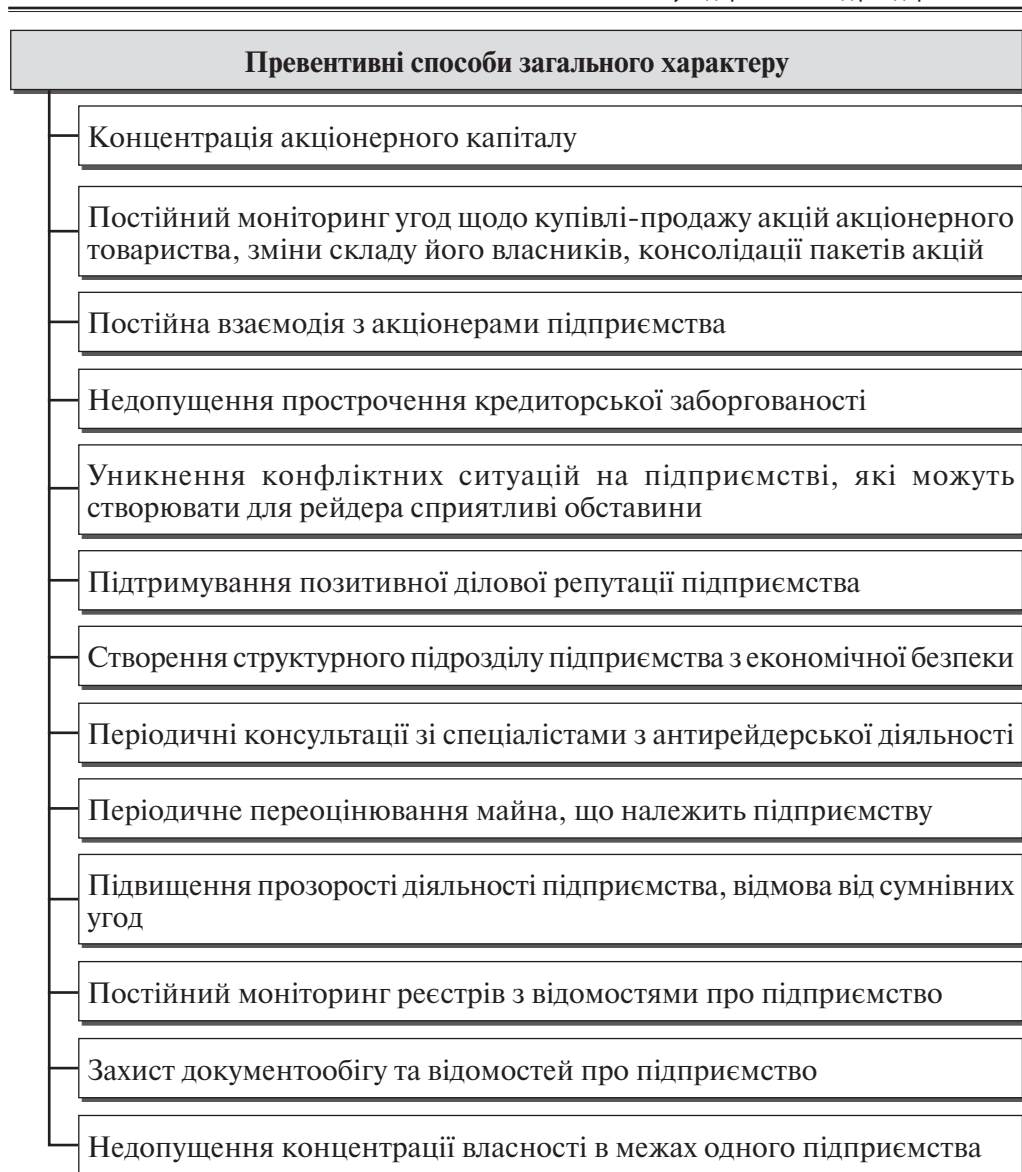 Превентивні способи загального характеру
Концентрація акціонерного капіталу
Постійний моніторинг угод щодо купівлі-продажу акцій акціонерного
товариства, зміни складу його власників, консолідації пакетів акцій
Постійна взаємодія з акціонерами підприємства
Недопущення прострочення кредиторської заборгованості
Уникнення конфліктних ситуацій на підприємстві, які можуть
створювати для рейдера сприятливі обставини
Підтримування позитивної ділової репутації підприємства
Створення структурного підрозділу підприємства з економічної безпеки
Періодичні консультації зі спеціалістами з антирейдерської діяльності
Періодичне переоцінювання майна, що належить підприємству
Підвищення прозорості діяльності підприємства, відмова від сумнівних
угод
Постійний моніторинг реєстрів з відомостями про підприємство
Захист документообігу та відомостей про підприємство
Недопущення концентрації власності в межах одного підприємства